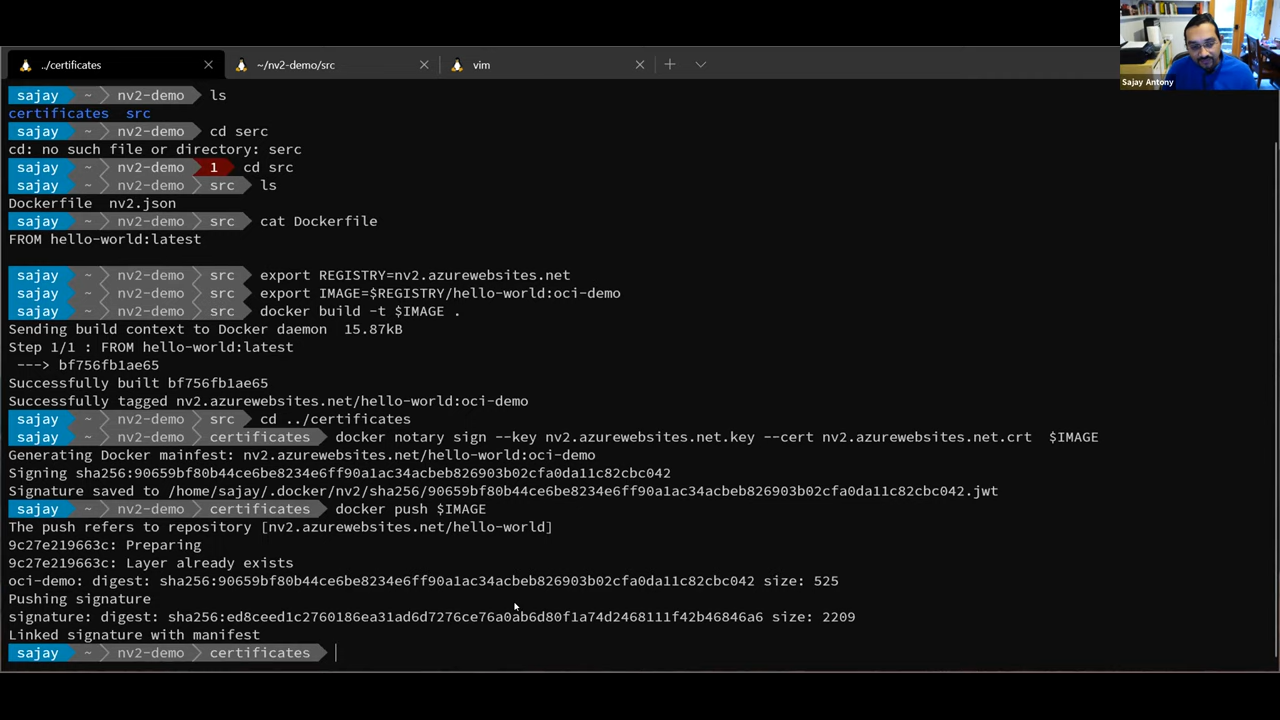 ../certificates
~/nv2-demo/src
vim
Sajay Antony
sajay ~ nv2-demo ls
certificates src
sajay ~ nv2-demo cd serc
cd: no such file or directory: serc
sajay ~ nv2-demo 1 cd src
sajay ~ nv2-demo src ls
Dockerfile nv2.json
sajay ~ nv2-demo src cat Dockerfile
FROM hello-world:latest
sajay ~ nv2-demo src export REGISTRY=nv2.azurewebsites.net
sajay ~ nv2-demo src export IMAGE=$REGISTRY/hello-world:oci-demo
sajay ~ nv2-demo src docker build -t $IMAGE .
Sending build context to Docker daemon 15.87kB
Step 1/1 : FROM hello-world:latest
---> bf756fb1ae65
Successfully built bf756fb1ae65
Successfully tagged nv2.azurewebsites.net/hello-world:oci-demo
sajay ~ nv2-demo src cd ../certificates
sajay ~ nv2-demo certificates docker notary sign --key nv2.azurewebsites.net.key --cert nv2.azurewebsites.net.crt $IMAGE
Generating Docker mainfest: nv2.azurewebsites.net/hello-world:oci-demo
Signing sha256:90659bf80b44ce6be8234e6ff90a1ac34acbeb826903b02cfa0da11c82cbc042
Signature saved to /home/sajay/.docker/nv2/sha256/90659bf80b44ce6be8234e6ff90a1ac34acbeb826903b02cfa0da11c82cbc042.jwt
sajay ~ nv2-demo certificates docker push $IMAGE
The push refers to repository [nv2.azurewebsites.net/hello-world]
9c27e219663c: Preparing
9c27e219663c: Layer already exists
oci-demo: digest: sha256:90659bf80b44ce6be8234e6ff90a1ac34acbeb826903b02cfa0da11c82cbc042 size: 525
Pushing signature
signature: digest: sha256:ed8ceed1c2760186ea31ad6d7276ce76a0ab6d80f1a74d2468111f42b46846a6 size: 2209
Linked signature with manifest
sajay ~ nv2-demo certificates